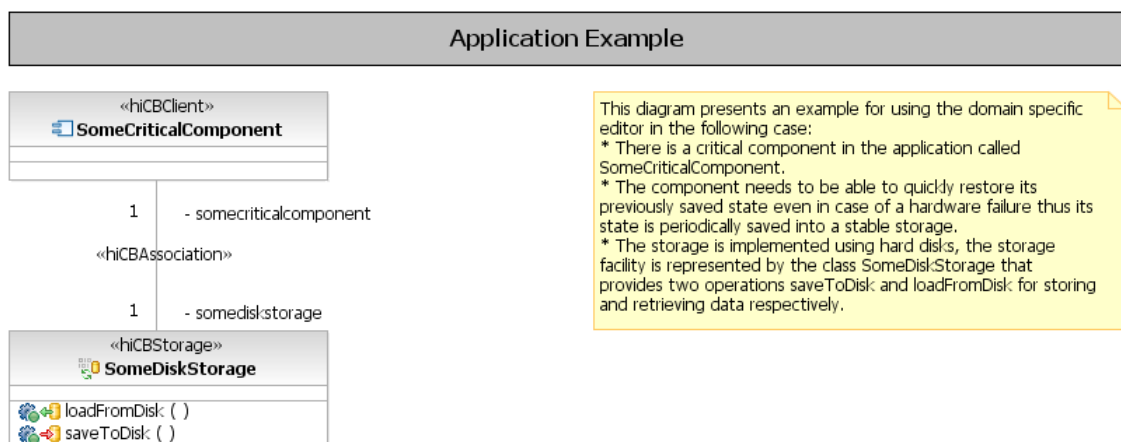 Application Example
«hiCBClient»
SomeCriticalComponent
1
- somecriticalcomponent
«hiCBAssociation»
1
- somediskstorage
«hiCBStorage»
SomeDiskStorage
loadFromDisk ( )
saveToDisk ( )
This diagram presents an example for using the domain specific
editor in the following case:
* There is a critical component in the application called
SomeCriticalComponent.
* The component needs to be able to quickly restore its
previously saved state even in case of a hardware failure thus its
state is periodically saved into a stable storage.
* The storage is implemented using hard disks, the storage
facility is represented by the class SomeDiskStorage that
provides two operations saveToDisk and loadFromDisk for storing
and retrieving data respectively.